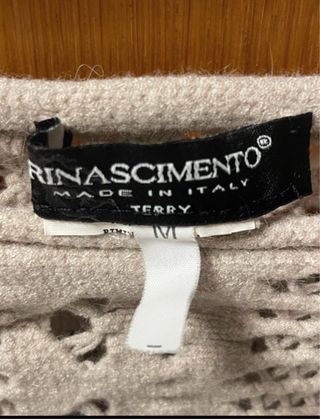 RINASCIMENTO®
MADE IN ITALY
TERRY
M